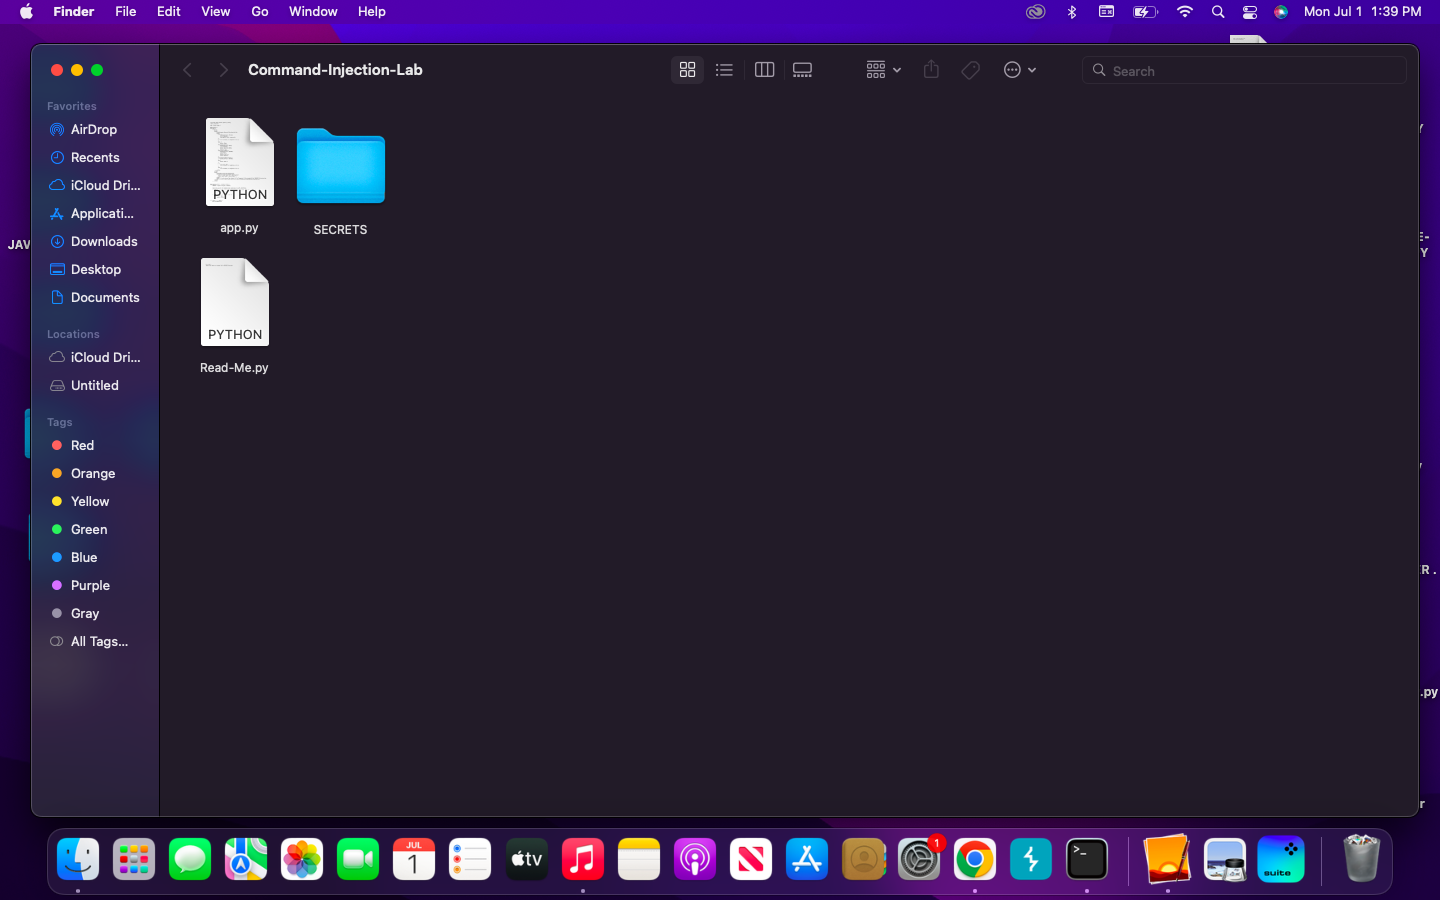 Finder File Edit View Go Window Help Mon Jul 1 1:39 PM
Command-Injection-Lab
Search
Favorites
AirDrop
Recents
iCloud Dri...
Applicati...
Downloads
Desktop
Documents
Locations
iCloud Dri...
Untitled
Tags
Red
Orange
Yellow
Green
Blue
Purple
Gray
All Tags...
PYTHON
app.py
SECRETS
PYTHON
Read-Me.py
JAV
Y
E-
Y
R .
.py
r
JUL
1
tv
1
>_
suite